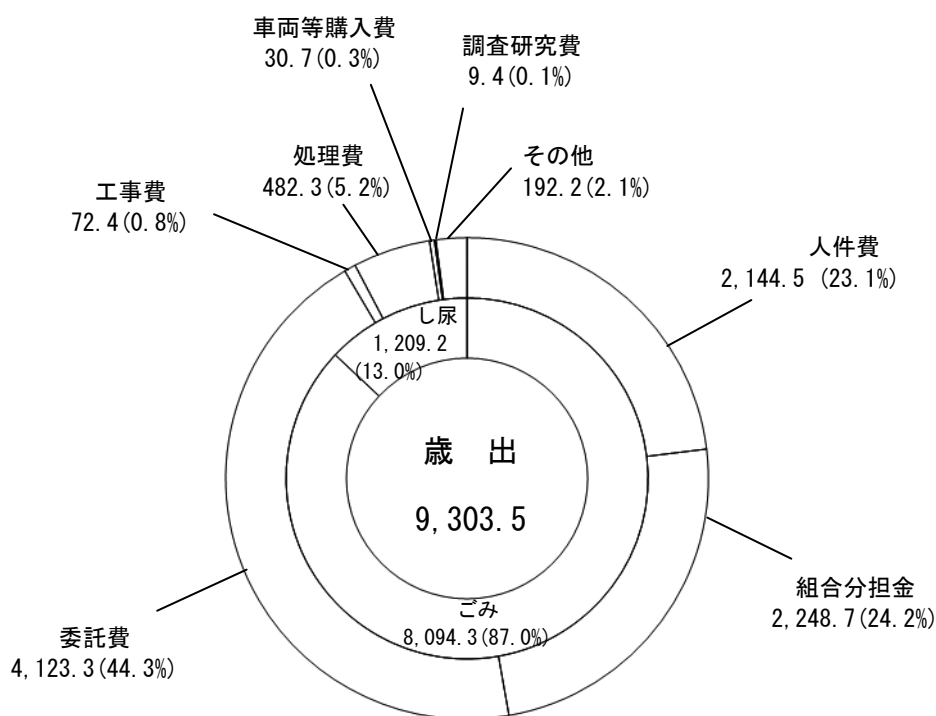 車両等購入費
30.7(0.3%)
調査研究費
9.4(0.1%)
処理費
482.3(5.2%)
その他
192.2(2.1%)
工事費
72.4(0.8%)
人件費
2,144.5 (23.1%)
し尿
1,209.2
(13.0%)
歳 出
9,303.5
組合分担金
2,248.7(24.2%)
ごみ
8,094.3(87.0%)
委託費
4,123.3(44.3%)